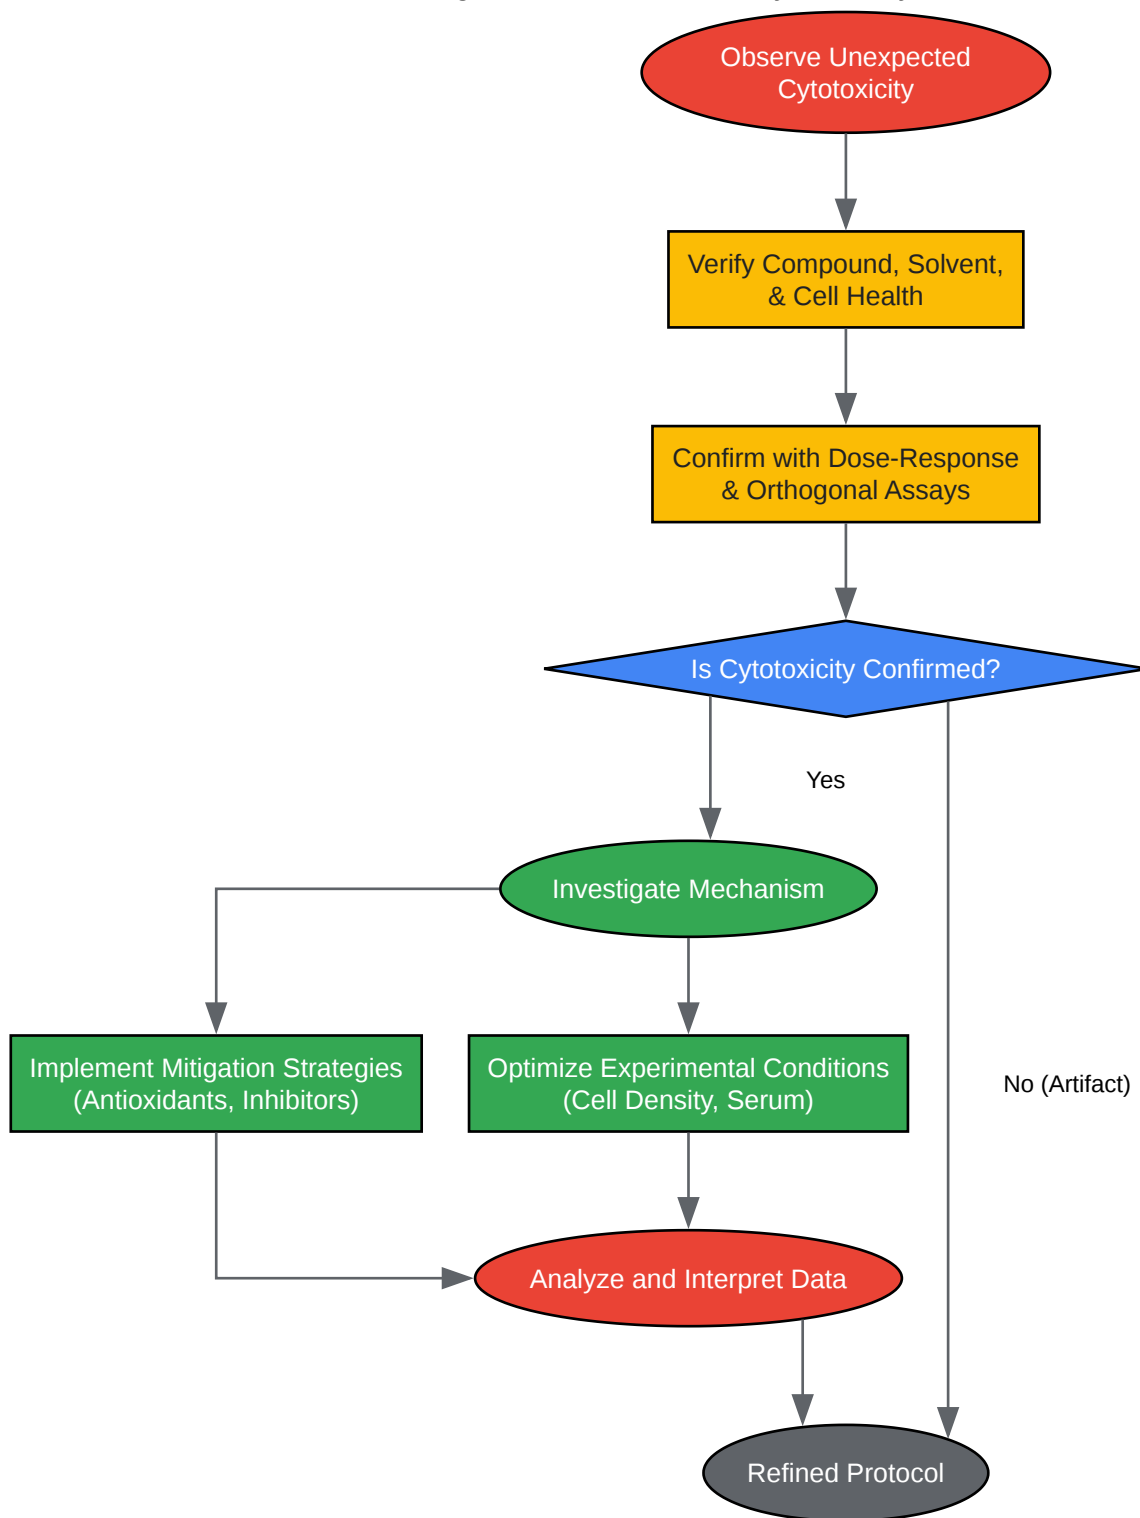 Observe Unexpected
Cytotoxicity
Verify Compound, Solvent,
& Cell Health
Confirm with Dose-Response
& Orthogonal Assays
Is Cytotoxicity Confirmed?
Yes
Investigate Mechanism
Implement Mitigation Strategies
(Antioxidants, Inhibitors)
Optimize Experimental Conditions
(Cell Density, Serum)
No (Artifact)
Analyze and Interpret Data
Refined Protocol